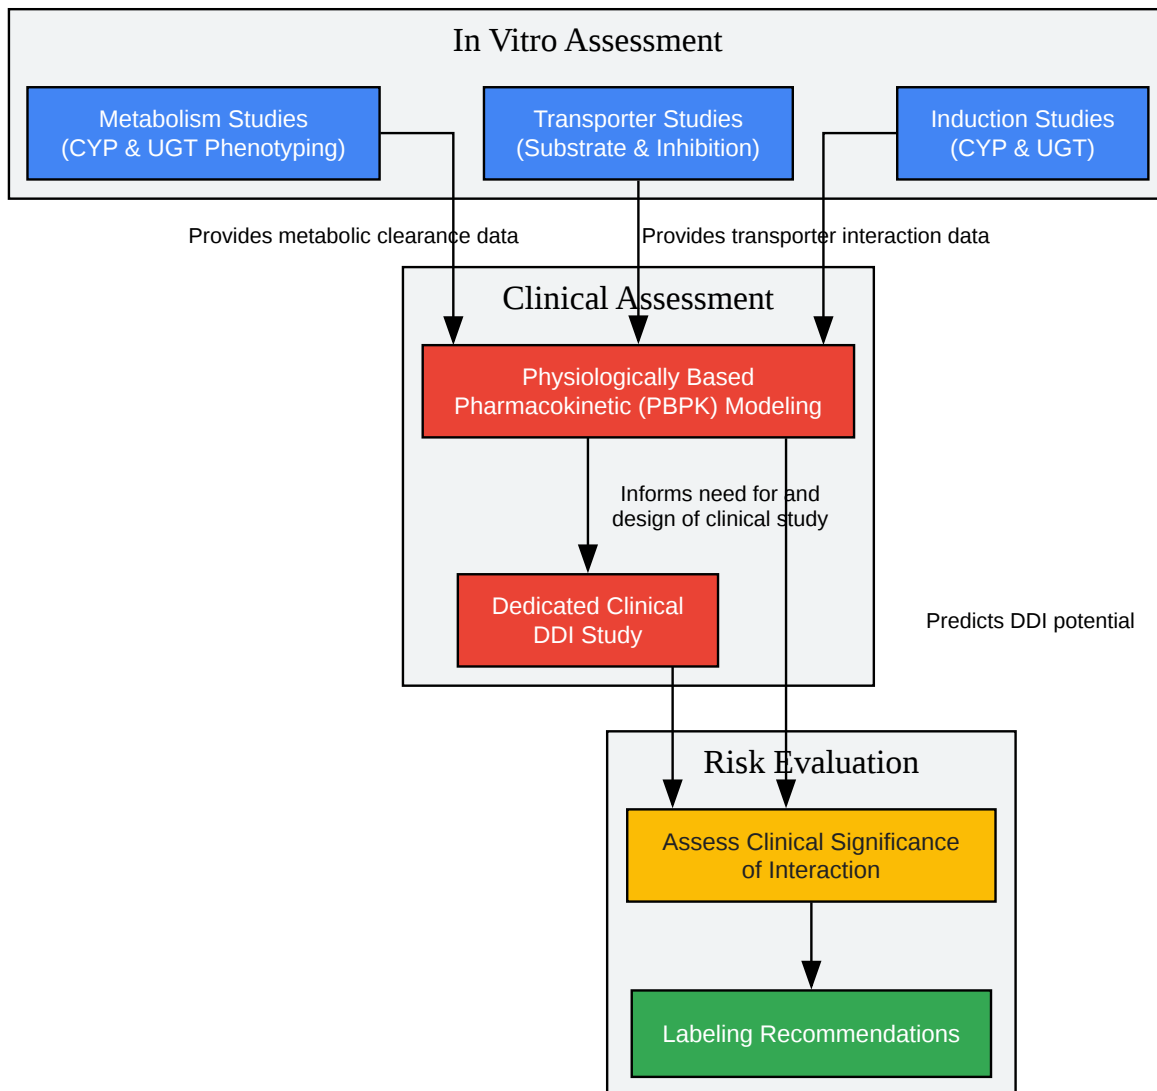 In Vitro Assessment
Metabolism Studies
(CYP & UGT Phenotyping)
Transporter Studies
(Substrate & Inhibition)
Induction Studies
(CYP & UGT)
Provides metabolic clearance data
Provides transporter interaction data
Clinical Assessment
Physiologically Based
Pharmacokinetic (PBPK) Modeling
Informs need for and
design of clinical study
Dedicated Clinical
DDI Study
Predicts DDI potential
Risk Evaluation
Assess Clinical Significance
of Interaction
Labeling Recommendations